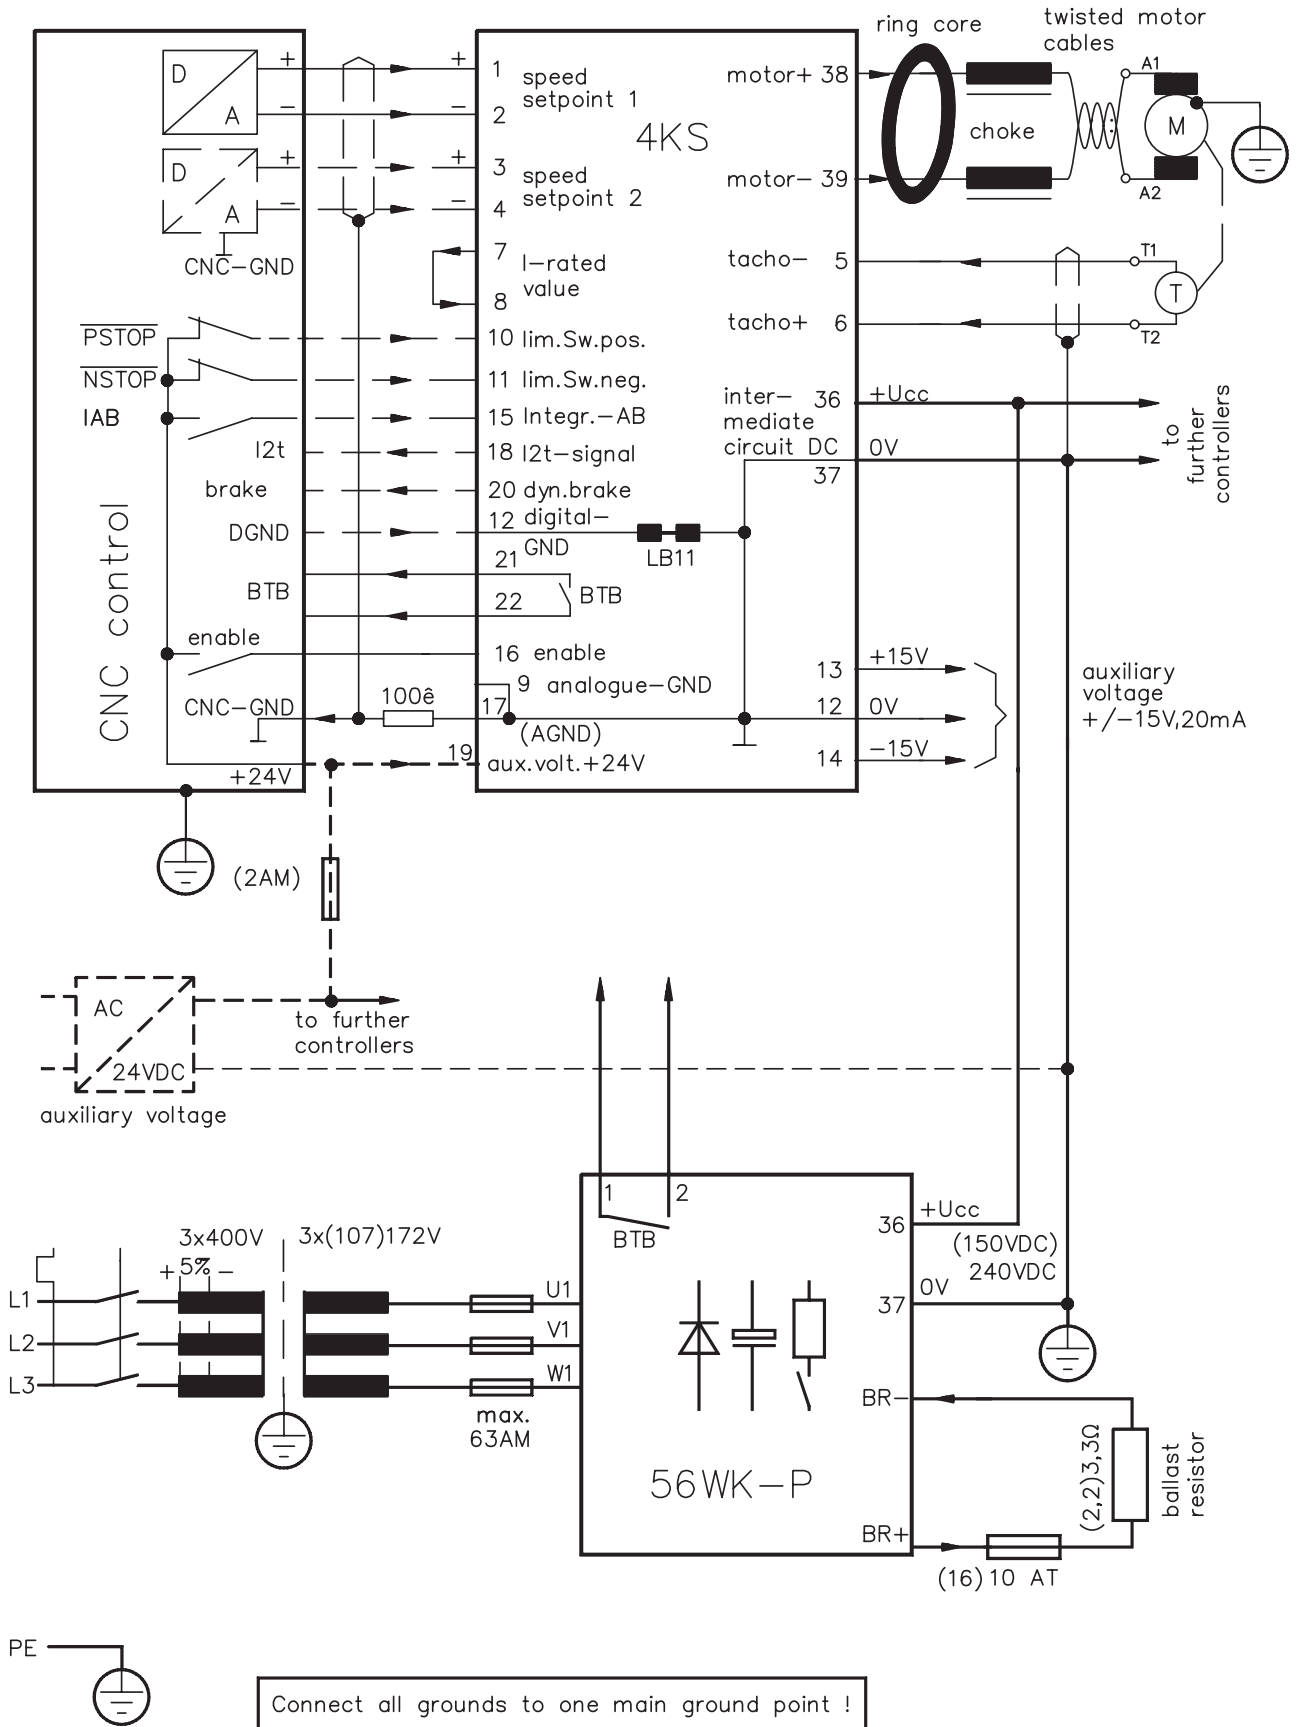 ring core
twisted motor
cables
D
A
+
−
+
−
1
2
speed
setpoint 1
4KS
motor+ 38
choke
A1
M
A2
D
A
+
−
+
−
3
4
speed
setpoint 2
motor− 39
CNC−GND
7
8
I−rated
value
tacho− 5
T1
T
tacho+ 6
T2
PSTOP
10 lim.Sw.pos.
NSTOP
11 lim.Sw.neg.
IAB
15 Integr.−AB
I2t
18 I2t−signal
brake
20 dyn.brake
inter−
mediate
circuit DC
36
37
+Ucc
0V
to
further
controllers
DGND
12 digital−
GND
LB11
BTB
21
22
BTB
CNC control
enable
16 enable
9 analogue−GND
CNC−GND
100ê
17
(AGND)
+24V
19
aux.volt.+24V
13
+15V
12
0V
14
−15V
auxiliary
voltage
+/−15V,20mA
(2AM)
AC
24VDC
auxiliary voltage
to further
controllers
1
2
BTB
36
+Ucc
(150VDC)
240VDC
37
0V
3x400V
3x(107)172V
+ 5% −
L1
L2
L3
U1
V1
W1
max.
63AM
56WK−P
BR−
BR+
(2,2)3,3Ω
ballast
resistor
(16)10 AT
PE
Connect all grounds to one main ground point !